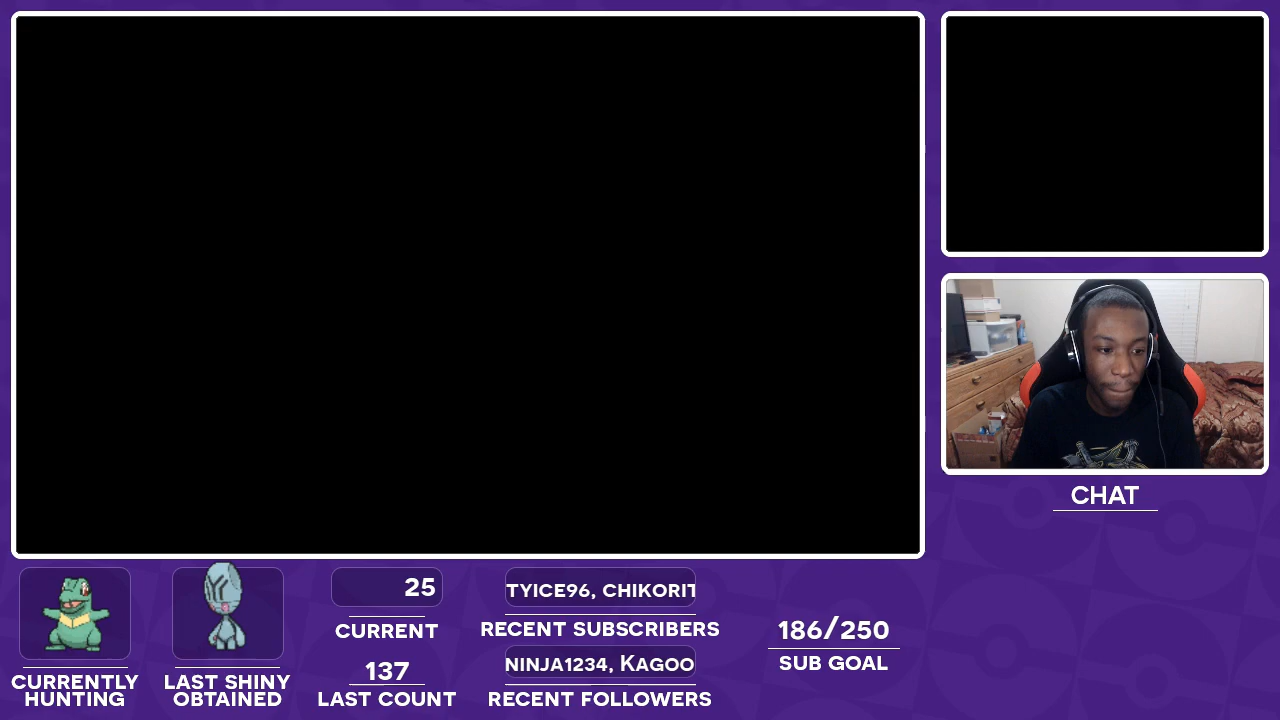 CHAT
CURRENTLY
HUNTING
LAST SHINY
OBTAINED
25
CURRENT
137
LAST COUNT
TYICE96, CHIKORIT
RECENT SUBSCRIBERS
NINJA1234, KAGOO
RECENT FOLLOWERS
186/250
SUB GOAL